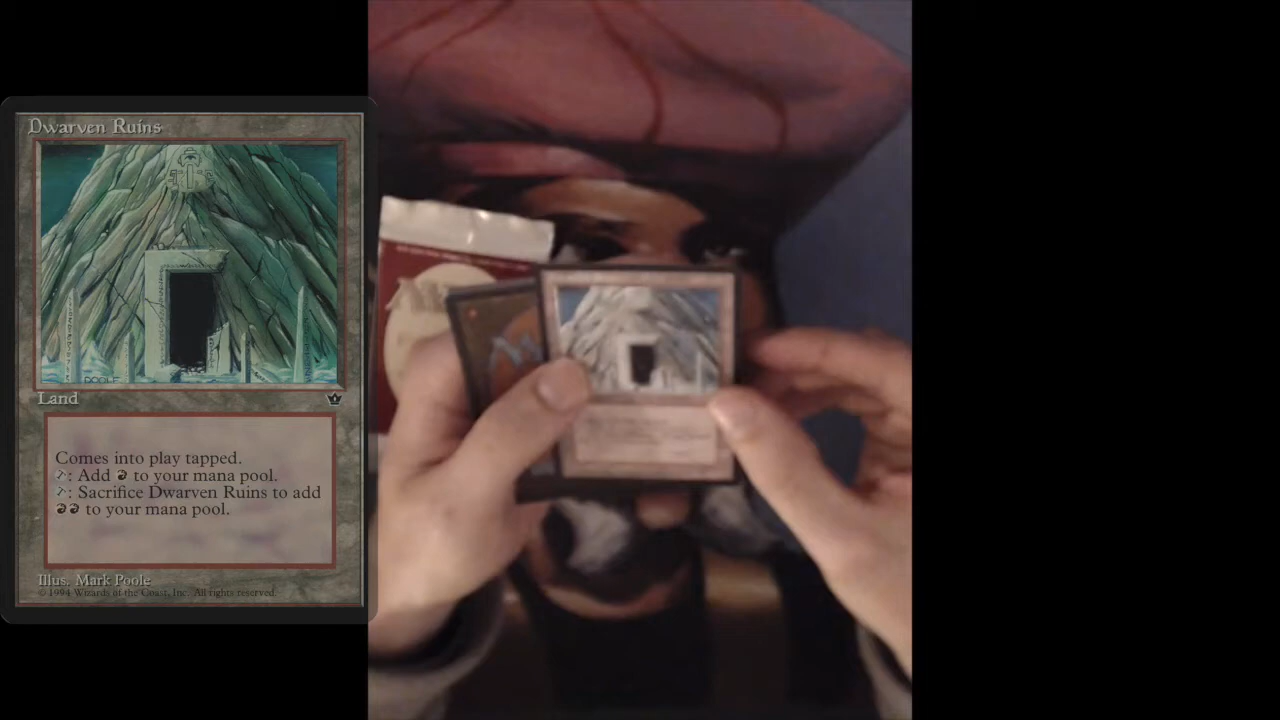 Dwarven Ruins
POOLE
Land
Comes into play tapped.
: Add to your mana pool.
: Sacrifice Dwarven Ruins to add
to your mana pool.
Illus. Mark Poole
© 1994 Wizards of the Coast, Inc. All rights reserved.